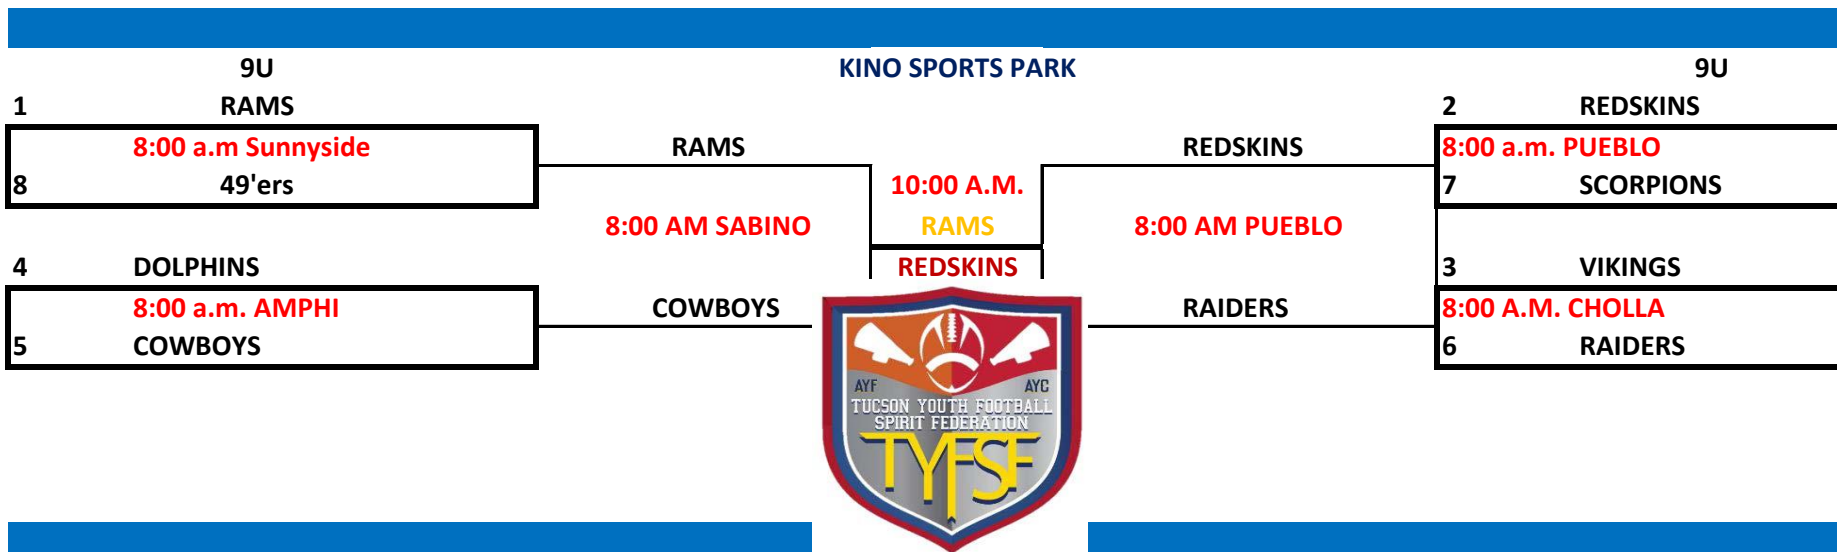 9U KINO SPORTS PARK 9U
1 RAMS 2 REDSKINS
8:00 a.m Sunnyside RAMS REDSKINS 8:00 a.m. PUEBLO
8 49'ers 10:00 A.M. 7 SCORPIONS
8:00 AM SABINO RAMS 8:00 AM PUEBLO
4 DOLPHINS REDSKINS 3 VIKINGS
8:00 a.m. AMPHI COWBOYS RAIDERS 8:00 A.M. CHOLLA
5 COWBOYS 6 RAIDERS
AYF AYC
TUCSON YOUTH FOOTBALL
SPIRIT FEDERATION
TYFSF